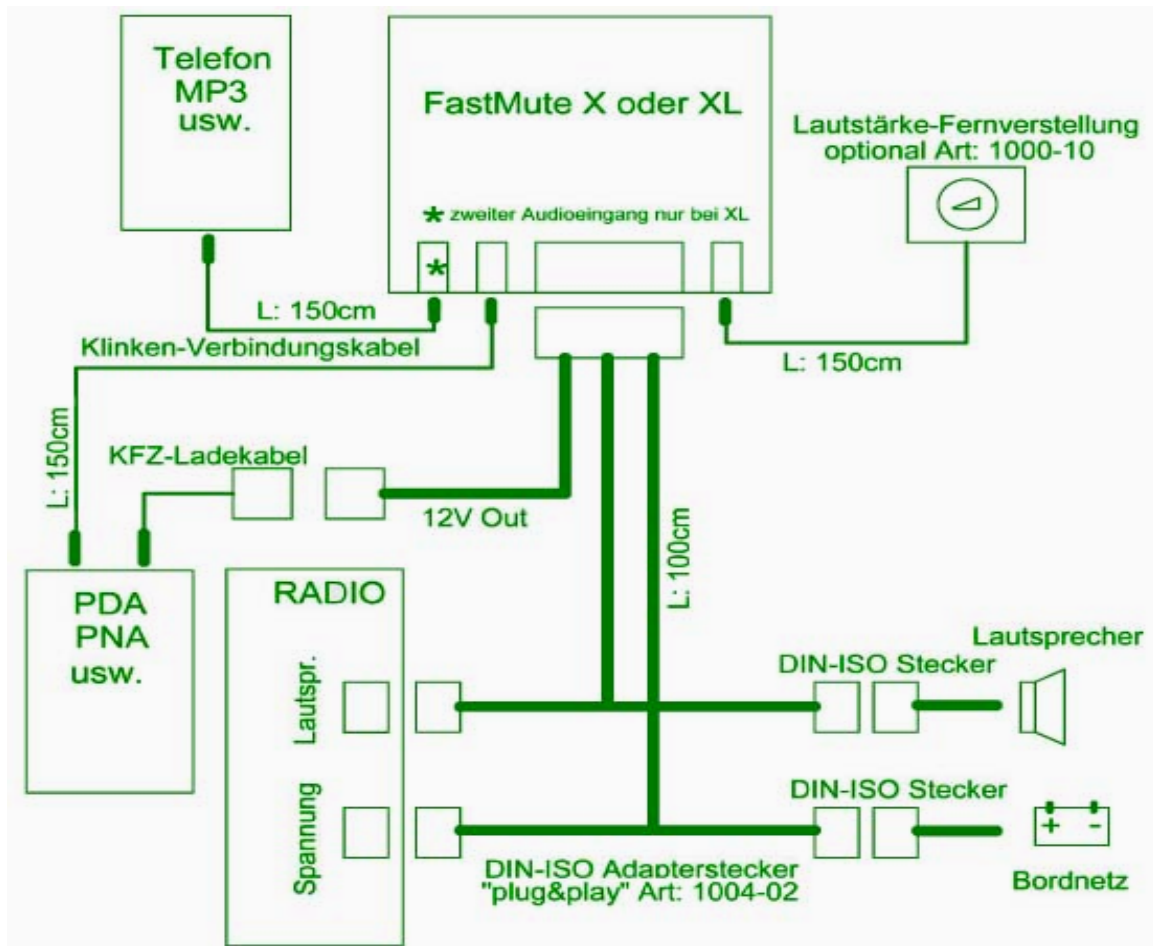 Telefon
MP3
usw.
FastMute X oder XL
* zweiter Audioeingang nur bei XL
*
Lautstärke-Fernverstellung
optional Art: 1000-10
L: 150cm
Klinken-Verbindungskabel
L: 150cm
L: 150cm
KFZ-Ladekabel
12V Out
L: 100cm
PDA
PNA
usw.
RADIO
Lautspr.
Spannung
DIN-ISO Stecker
Lautsprecher
DIN-ISO Stecker
+ -
Bordnetz
DIN-ISO Adapterstecker
"plug&play" Art: 1004-02